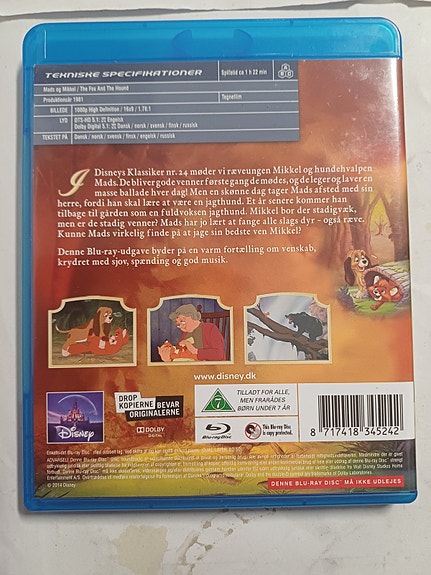 TEKNISKE SPECIFIKATIONER
Spilletid ca 1 h 22 min
A B C
Mads og Mikkel / The Fox And The Hound
Produktionsår 1981
Tegnefilm
BILLEDE 1080p High Definition / 16x9 / 1.78:1
LYD DTS-HD 5.1: Engelsk
Dolby Digital 5.1: Dansk / norsk / svensk / finsk / russisk
TEKSTET PÅ Dansk / norsk / svensk / finsk / engelsk / russisk
I Disneys Klassiker nr. 24 møder vi ræveungen Mikkel og hundehvalpen
Mads. De bliver gode venner første gang de mødes, og de leger og laver en
masse ballade hver dag! Men en skønne dag tager Mads afsted med sin
herre, fordi han skal lære at være en jagthund. Et år senere kommer han
tilbage til gården som en fuldvoksen jagthund. Mikkel bor der stadigvæk,
men er de stadig venner? Mads har jo lært at fange alle slags dyr - også ræve.
Kunne Mads virkelig finde på at jage sin bedste ven Mikkel?
Denne Blu-ray-udgave byder på en varm fortælling om venskab,
krydret med sjov, spænding og god musik.
www.disney.dk
Disney
DROP
KOPIERNE BEVAR
ORIGINALERNE
DOLBY
DIGITAL
7
TILLADT FOR ALLE,
MEN FRARÅDES
BØRN UNDER 7 ÅR
Blu-ray Disc
This Blu-ray Disc
is copy protected.
8 717418 345242
© 2014 Disney.
DENNE BLU-RAY DISC™ MÅ IKKE UDLEJES